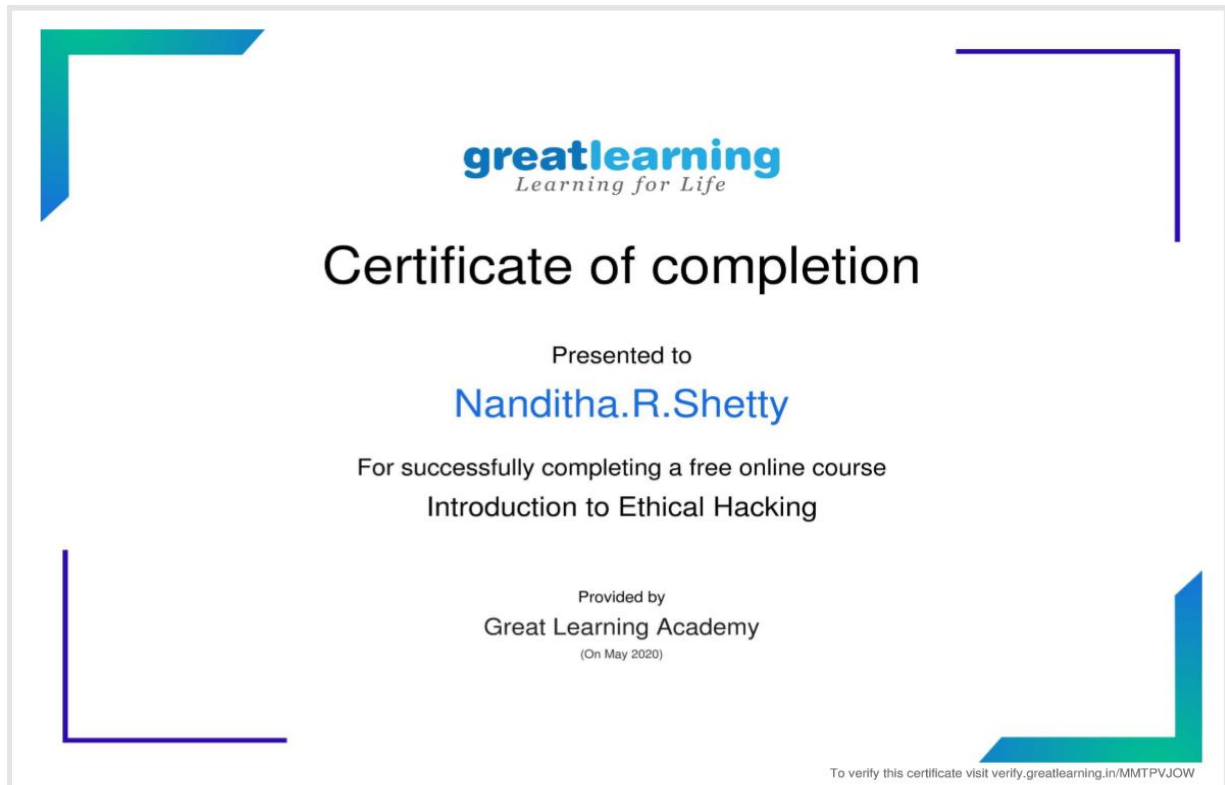 greatlearning
Learning for Life
Certificate of completion
Presented to
Nanditha.R.Shetty
For successfully completing a free online course
Introduction to Ethical Hacking
Provided by
Great Learning Academy
(On May 2020)
To verify this certificate visit verify.greatlearning.in/MMTPVJOW